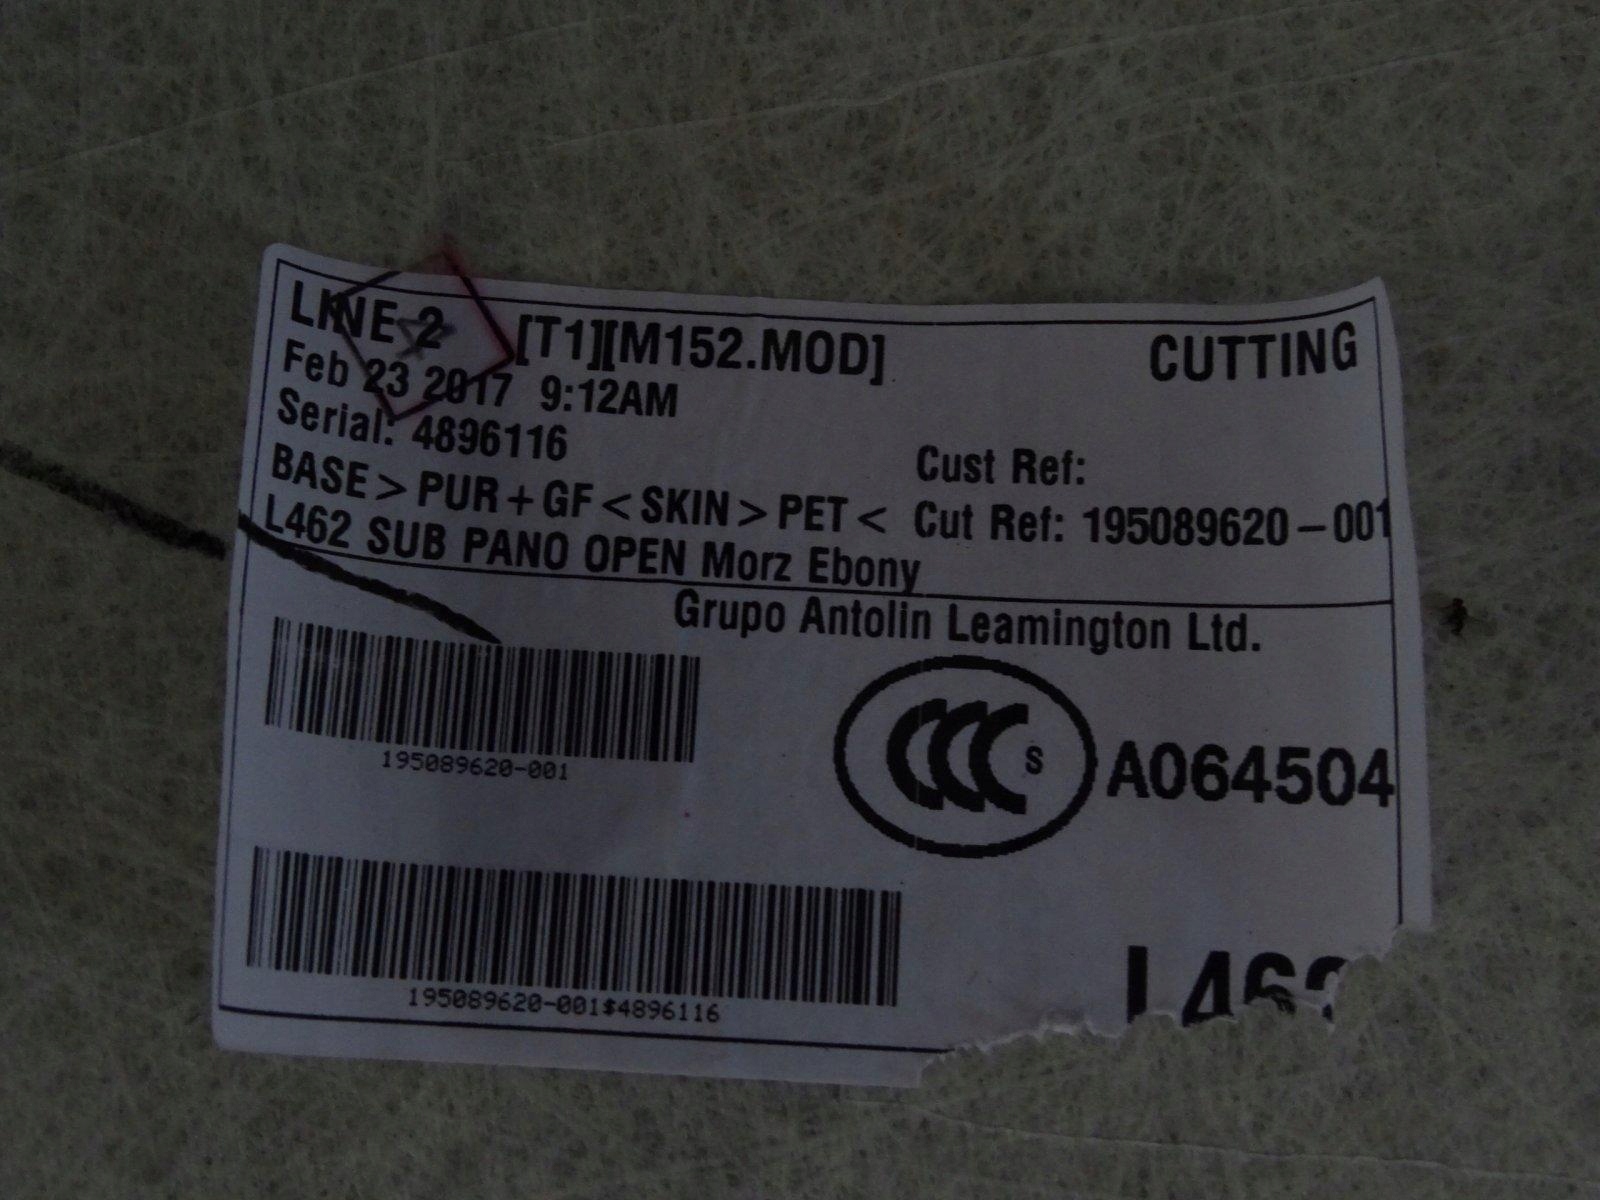 LINE 2 [T1][M152.MOD] CUTTING
Feb 23 2017 9:12AM
Serial: 4896116
Cust Ref:
BASE > PUR + GF < SKIN > PET < Cut Ref: 195089620-001
L462 SUB PANO OPEN Morz Ebony
Grupo Antolin Leamington Ltd.
195089620-001
CCC S A064504
195089620-001$4896116